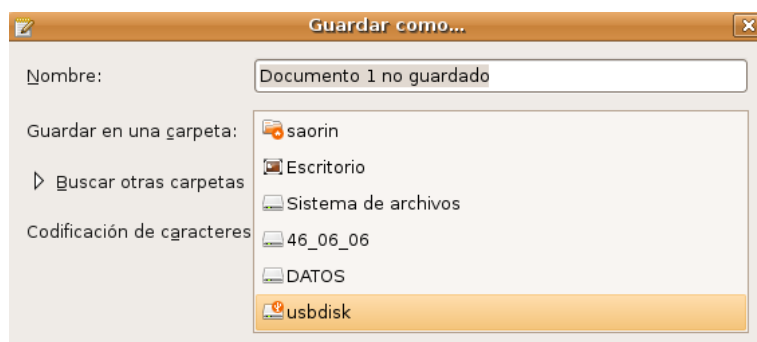 Guardar como...
Nombre:
Documento 1 no guardado
Guardar en una carpeta:
saorin
Escritorio
Buscar otras carpetas
Sistema de archivos
Codificación de caracteres
46_06_06
DATOS
usbdisk